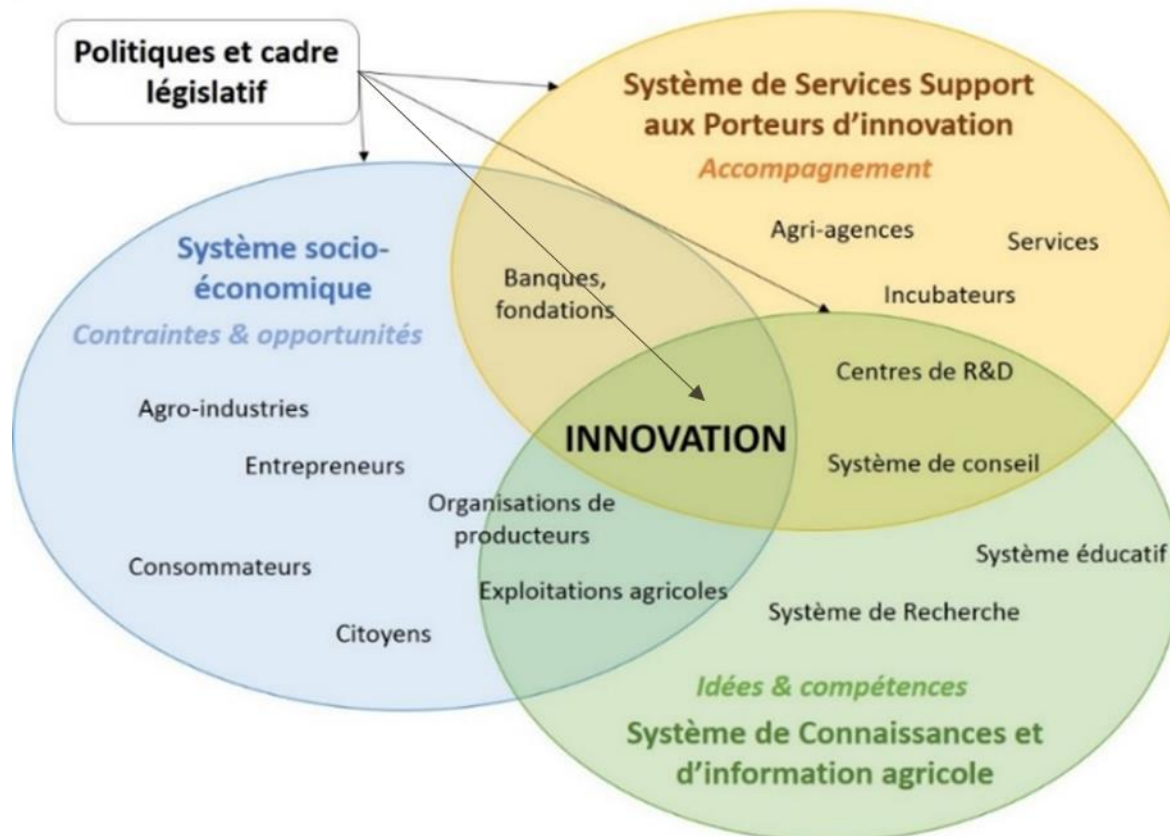 Politiques et cadre
législatif
Système de Services Support
aux Porteurs d’innovation
Accompagnement
Agri-agences
Services
Incubateurs
Système socio-
économique
Contraintes & opportunités
Banques,
fondations
Centres de R&D
Agro-industries
INNOVATION
Entrepreneurs
Système de conseil
Organisations de
producteurs
Consommateurs
Exploitations agricoles
Citoyens
Système éducatif
Système de Recherche
Idées & compétences
Système de Connaissances et
d’information agricole